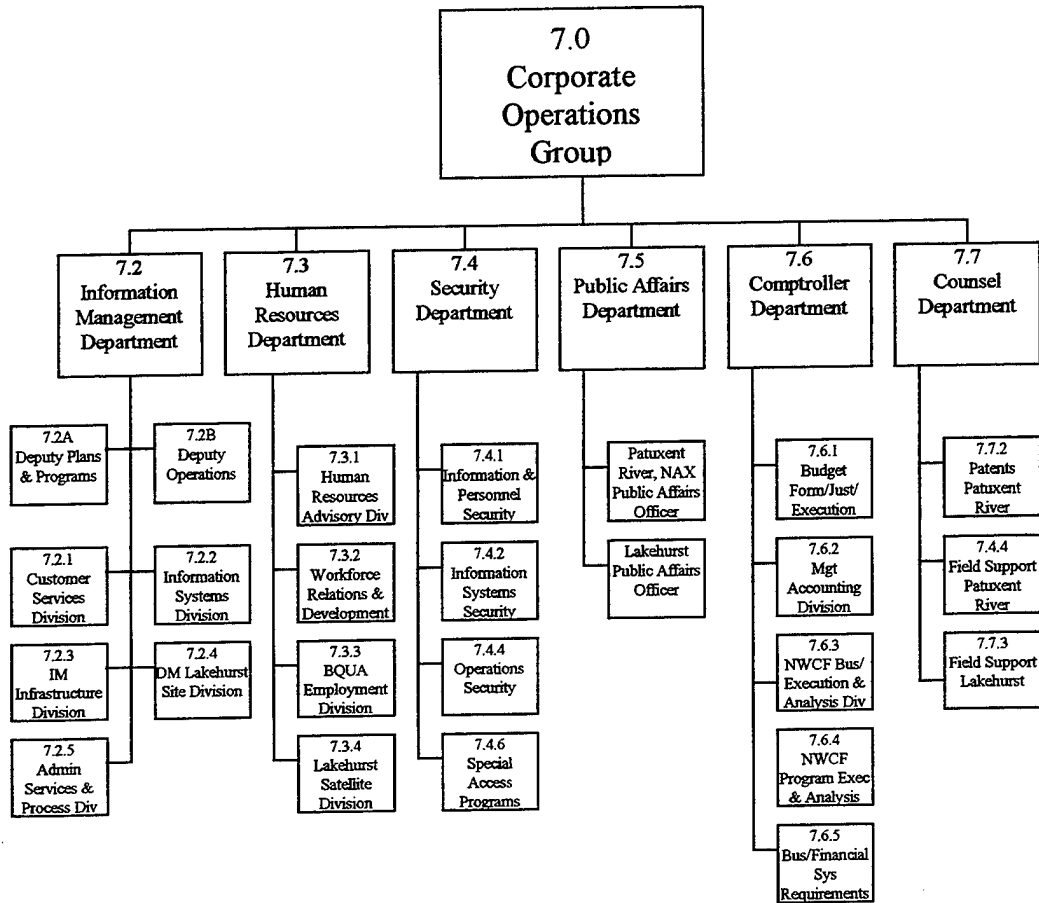 7.0
Corporate
Operations
Group
7.2
Information
Management
Department
7.3
Human
Resources
Department
7.4
Security
Department
7.5
Public Affairs
Department
7.6
Comptroller
Department
7.7
Counsel
Department
7.2A
Deputy Plans
& Programs
7.2B
Deputy
Operations
7.2.1
Customer
Services
Division
7.2.2
Information
Systems
Division
7.2.3
IM
Infrastructure
Division
7.2.4
DM Lakehurst
Site Division
7.2.5
Admin
Services &
Process Div
7.3.1
Human
Resources
Advisory Div
7.3.2
Workforce
Relations &
Development
7.3.3
BQUA
Employment
Division
7.3.4
Lakehurst
Satellite
Division
7.4.1
Information &
Personnel
Security
7.4.2
Information
Systems
Security
7.4.4
Operations
Security
7.4.6
Special
Access
Programs
Patuxent
River, NAX
Public Affairs
Officer
Lakehurst
Public Affairs
Officer
7.6.1
Budget
Form/Just/
Execution
7.6.2
Mgt
Accounting
Division
7.6.3
NWCF Bus/
Execution &
Analysis Div
7.6.4
NWCF
Program Exec
& Analysis
7.6.5
Bus/Financial
Sys
Requirements
7.7.2
Patents
Patuxent
River
7.4.4
Field Support
Patuxent
River
7.7.3
Field Support
Lakehurst